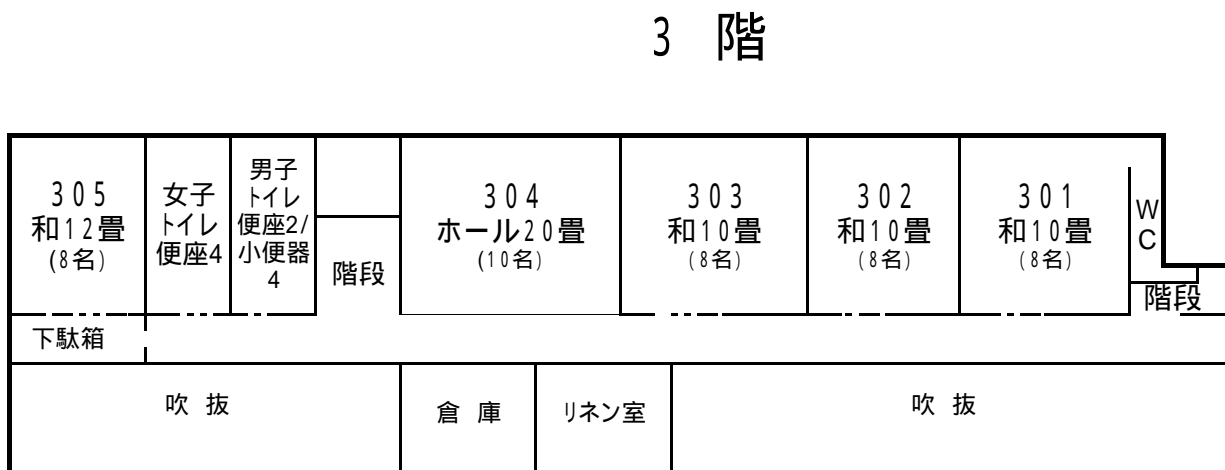 3 階
305
和12畳
(8名)
女子
トイレ
便座4
男子
トイレ
便座2/
小便器
4
階段
304
ホール20畳
(10名)
303
和10畳
(8名)
302
和10畳
(8名)
301
和10畳
(8名)
W
C
階段
下駄箱
吹 抜
倉 庫
リネン室
吹 抜